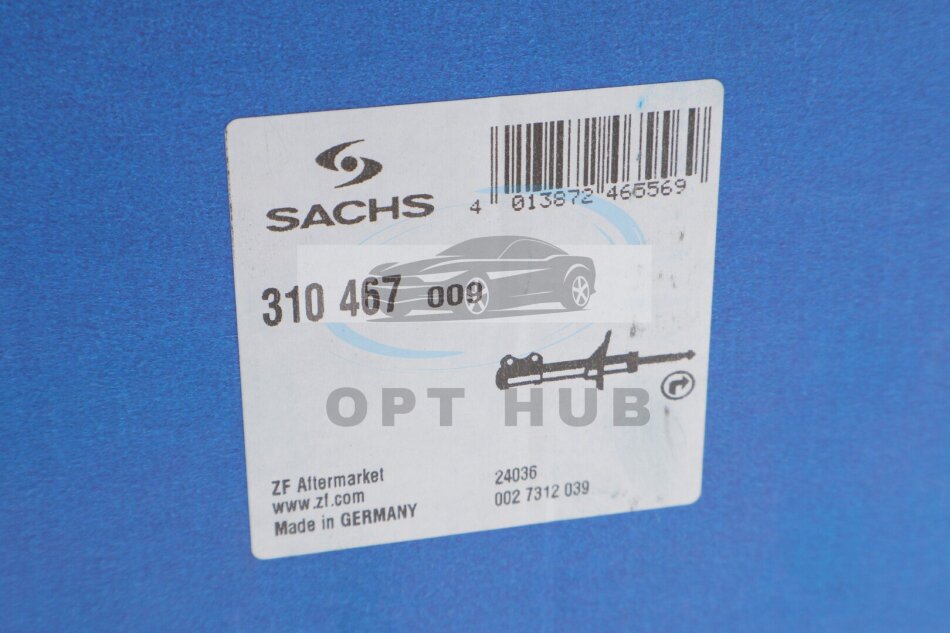 SACHS
4 013872 466569
310 467 009
OPT HUB
ZF Aftermarket
www.zf.com
Made in GERMANY
24036
002 7312 039